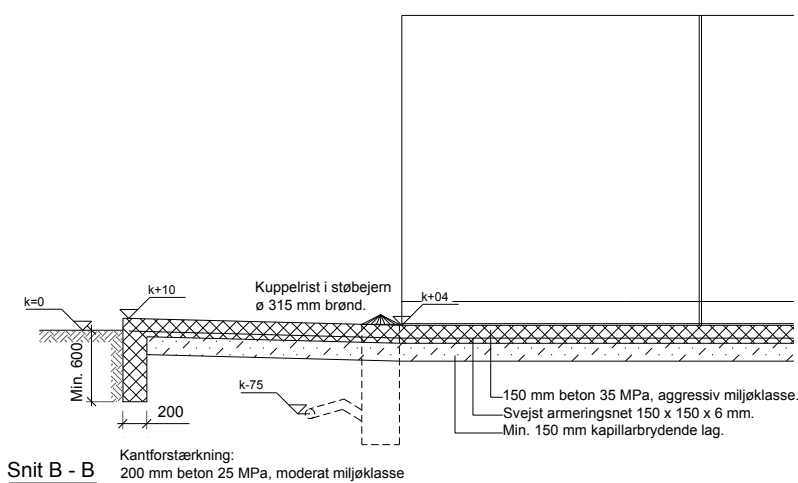 Kuppelrist i støbejern
ø 315 mm brønd.
k=0
k+10
k+04
Min. 600
k-75
200
150 mm beton 35 MPa, aggressiv miljøklasse.
Svejst armeringsnet 150 x 150 x 6 mm.
Min. 150 mm kapillarbrydende lag.
Snit B - B
Kantforstærkning:
200 mm beton 25 MPa, moderat miljøklasse